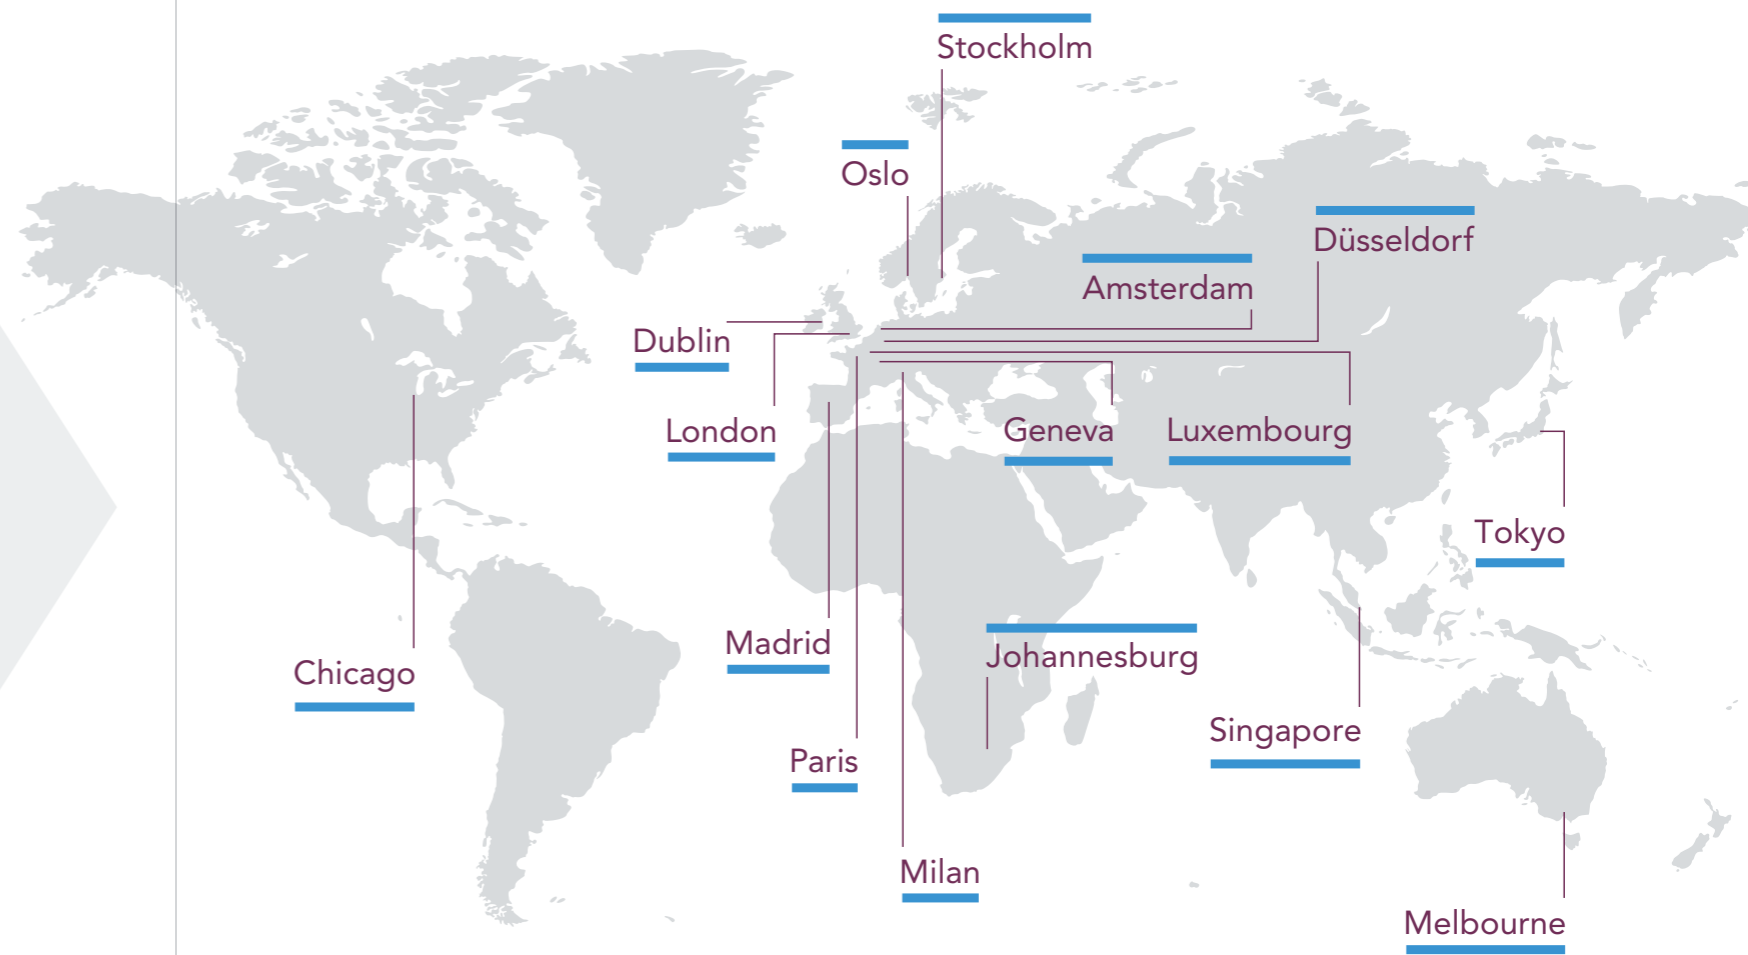 Stockholm
Oslo
Düsseldorf
Amsterdam
Dublin
London
Geneva
Luxembourg
Tokyo
Madrid
Johannesburg
Chicago
Singapore
Paris
Milan
Melbourne